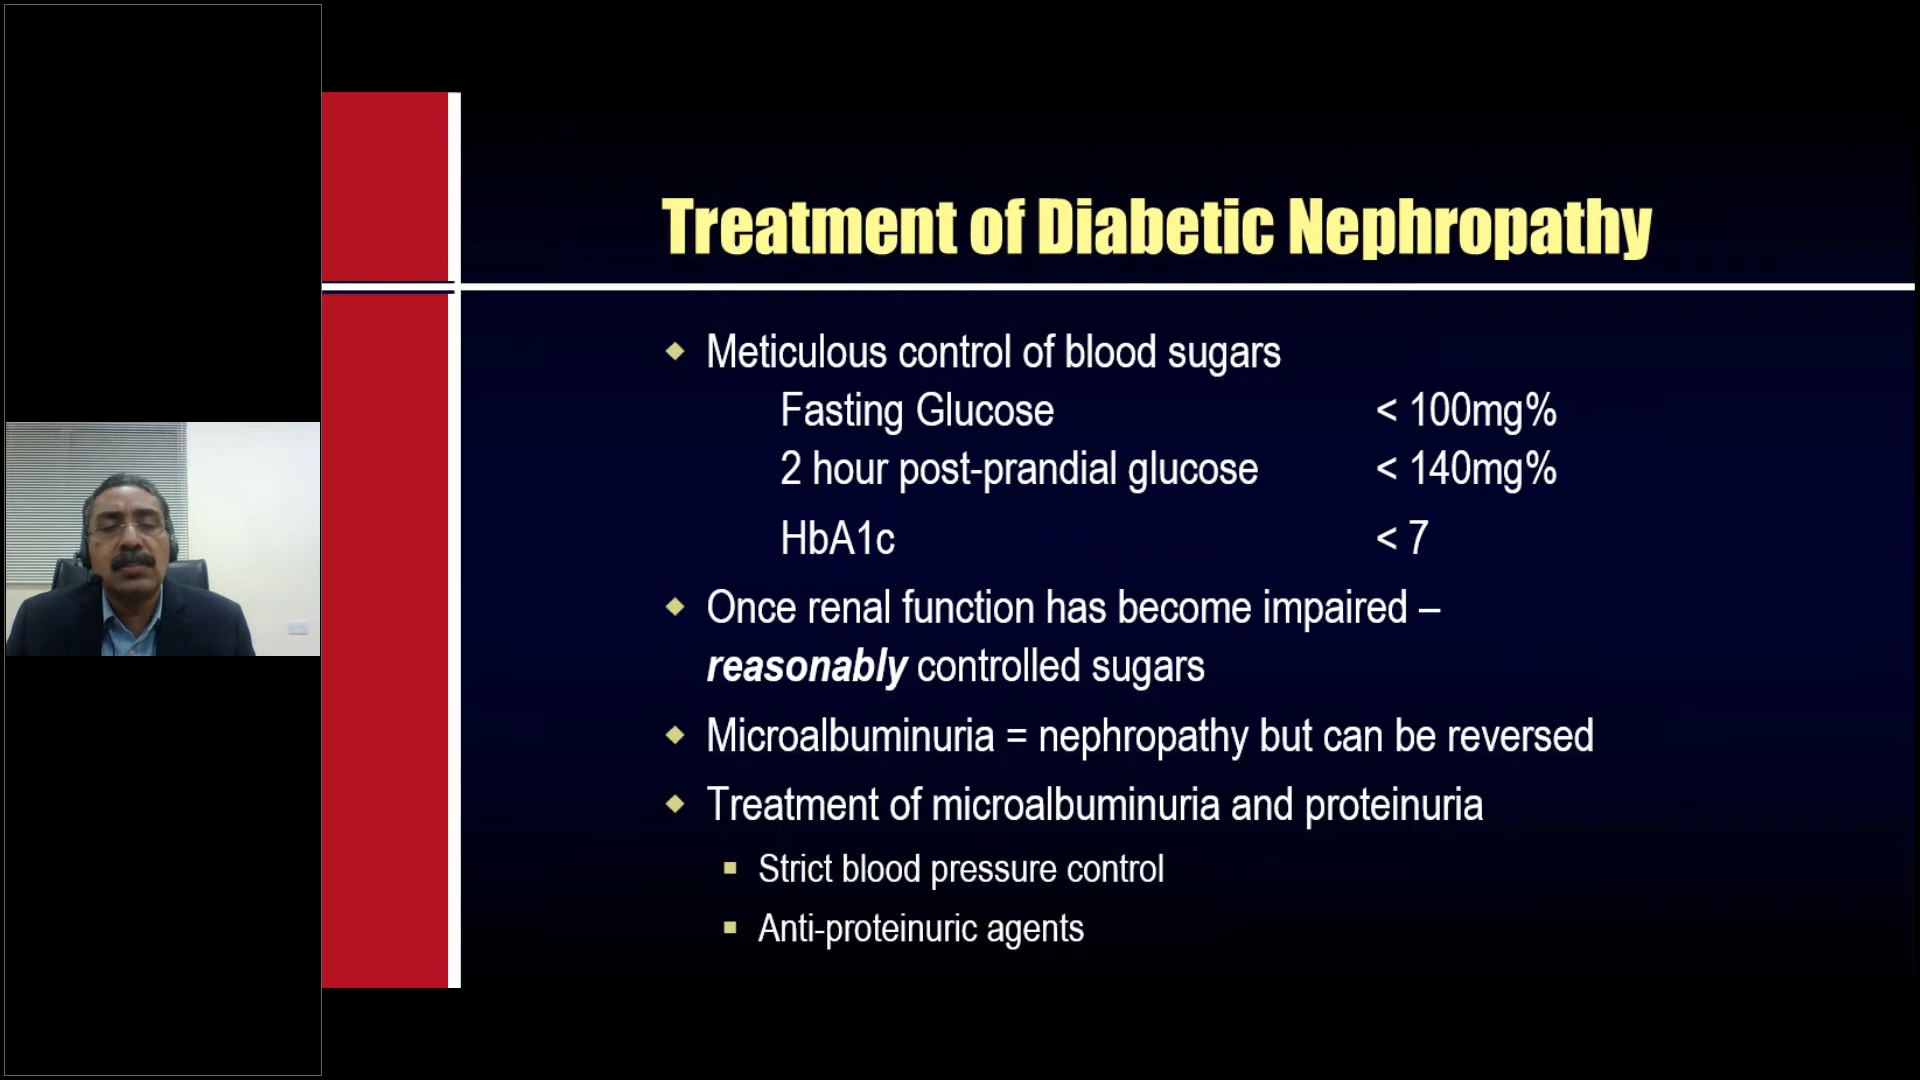 Treatment of Diabetic Nephropathy
Meticulous control of blood sugars
Fasting Glucose < 100mg%
2 hour post-prandial glucose < 140mg%
HbA1c < 7
Once renal function has become impaired –
reasonably controlled sugars
Microalbuminuria = nephropathy but can be reversed
Treatment of microalbuminuria and proteinuria
Strict blood pressure control
Anti-proteinuric agents